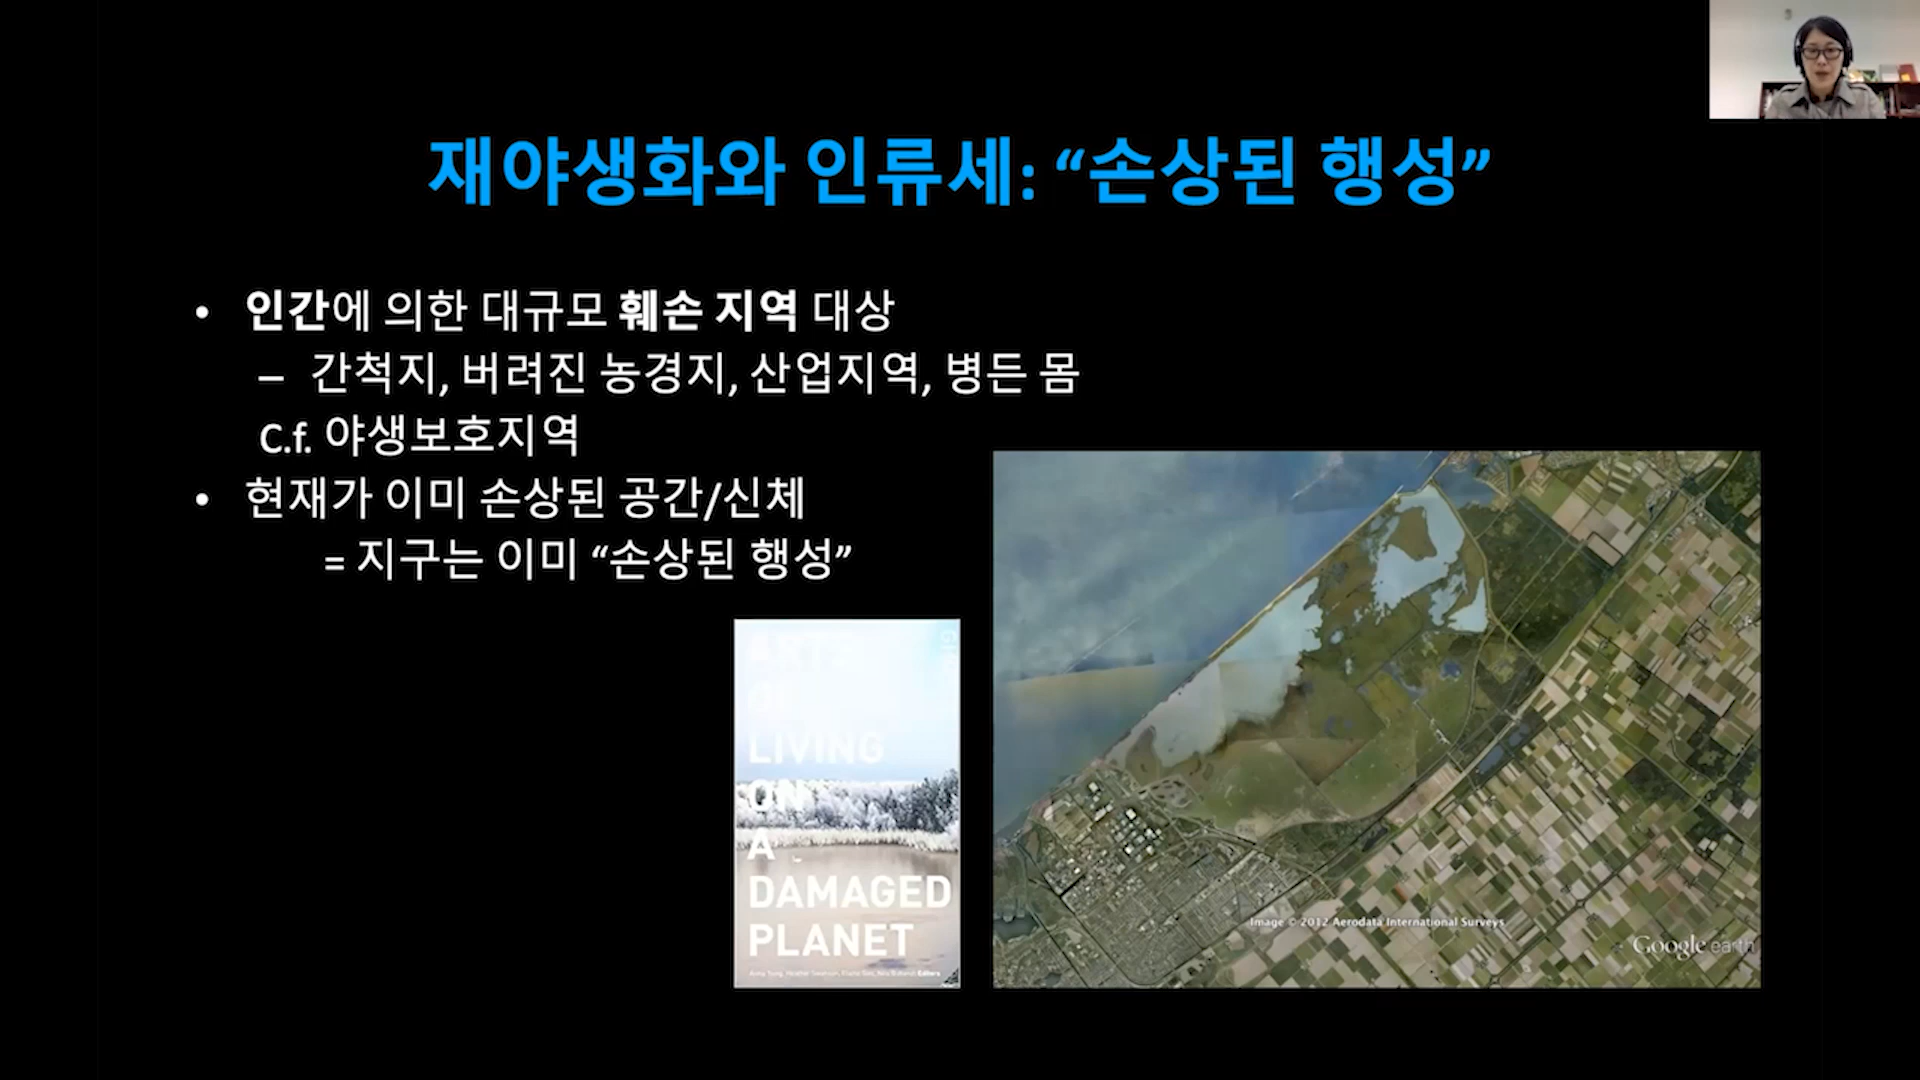 재야생화와 인류세: “손상된 행성”
• 인간에 의한 대규모 훼손 지역 대상
– 간척지, 버려진 농경지, 산업지역, 병든 몸
C.f. 야생보호지역
• 현재가 이미 손상된 공간/신체
= 지구는 이미 “손상된 행성”
ARTS
OF
LIVING
ON
A
DAMAGED
PLANET
Editors
Image © 2012 Aerodata International Surveys
Google earth